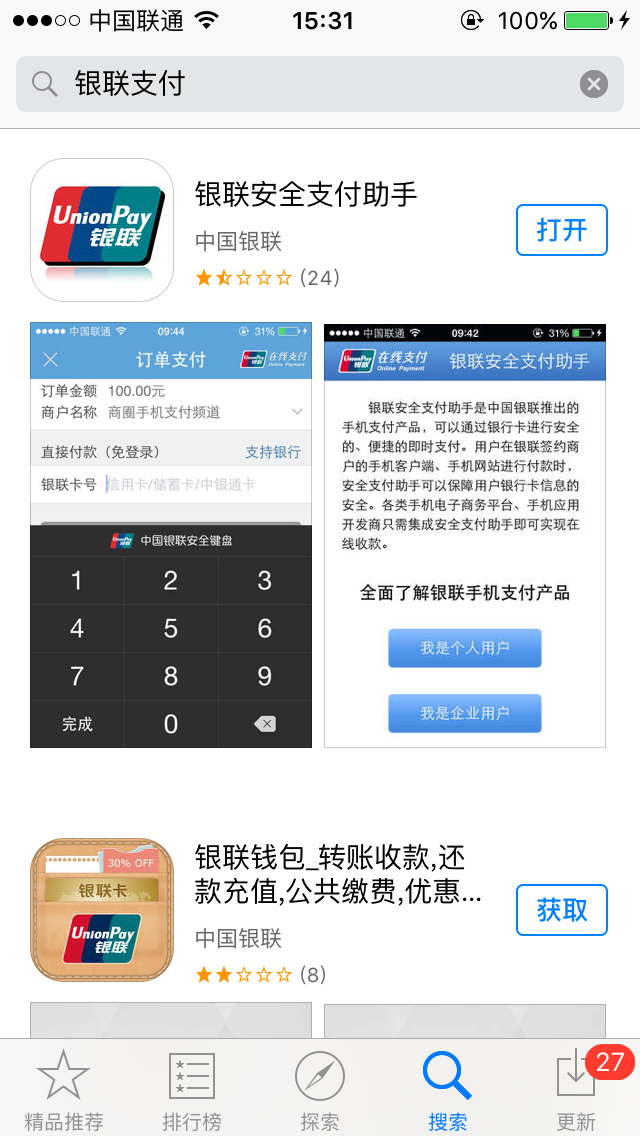 中国联通 15:31 100%
银联支付
UnionPay
银联
银联安全支付助手
中国银联
(24)
打开
中国联通 09:44 31%
订单支付
UnionPay 银联 在线支付
Online Payment
订单金额 100.00元
商户名称 商圈手机支付频道
直接付款（免登录） 支持银行
银联卡号 信用卡/储蓄卡/中银通卡
UnionPay 银联 中国银联安全键盘
1 2 3
4 5 6
7 8 9
完成 0
中国联通 09:42 31%
UnionPay 银联 在线支付
Online Payment
银联安全支付助手
银联安全支付助手是中国银联推出的
手机支付产品，可以通过银行卡进行安全
的、便捷的即时支付。用户在银联签约商
户的手机客户端、手机网站进行付款时，
安全支付助手可以保障用户银行卡信息的
安全。各类手机电子商务平台、手机应用
开发商只需集成安全支付助手即可实现在
线收款。
全面了解银联手机支付产品
我是个人用户
我是企业用户
30% OFF
银联卡
UnionPay
银联
银联钱包_转账收款,还
款充值,公共缴费,优惠...
中国银联
(8)
获取
27
精品推荐 排行榜 探索 搜索 更新